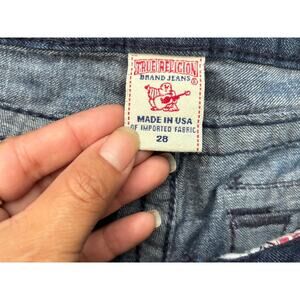 TRUE RELIGION
BRAND JEANS
MADE IN USA
OF IMPORTED FABRIC
28